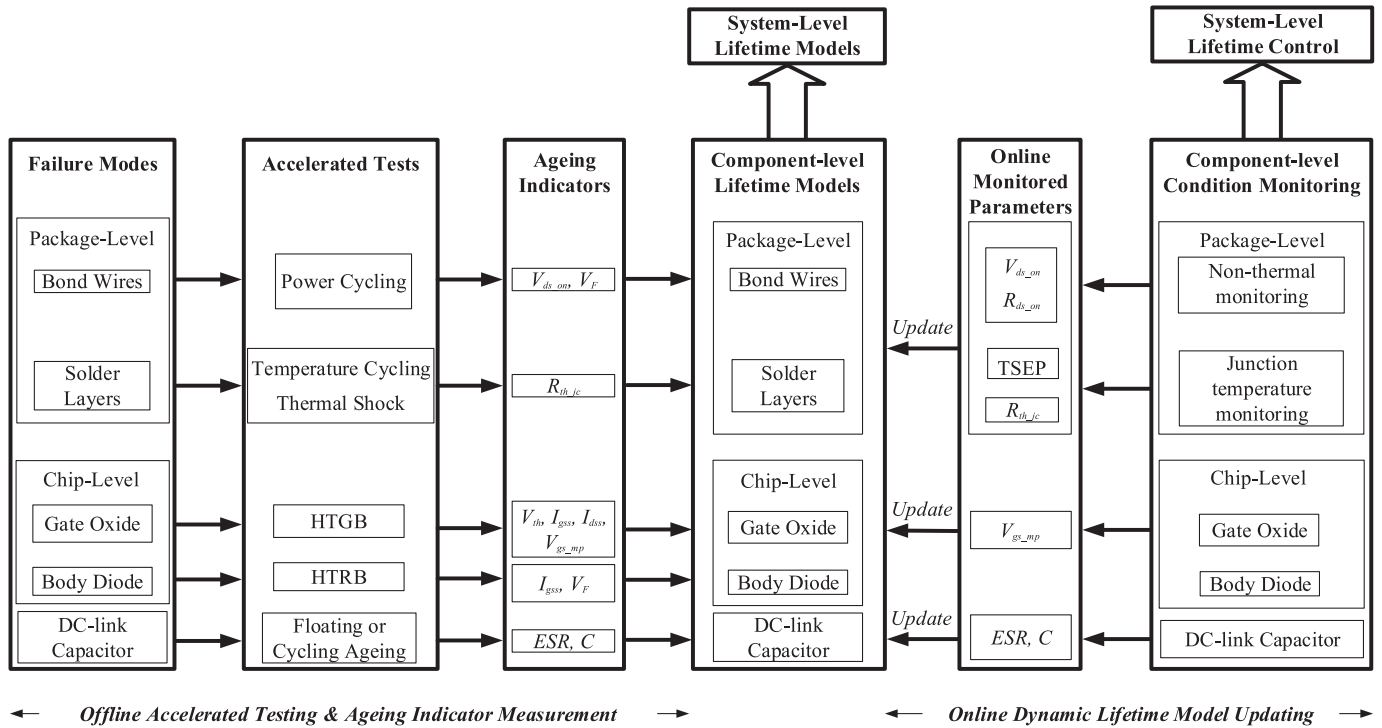 System-Level
Lifetime Models
System-Level
Lifetime Control
Failure Modes
Package-Level
Bond Wires
Solder
Layers
Chip-Level
Gate Oxide
Body Diode
DC-link
Capacitor
Accelerated Tests
Power Cycling
Temperature Cycling
Thermal Shock
HTGB
HTRB
Floating or
Cycling Ageing
Ageing
Indicators
V_ds_on, V_F
R_th_jc
V_th, I_gss, I_dss,
V_gs_mp
I_gss, V_F
ESR, C
Component-level
Lifetime Models
Package-Level
Bond Wires
Solder
Layers
Chip-Level
Gate Oxide
Body Diode
DC-link
Capacitor
Update
Update
Update
Online
Monitored
Parameters
V_ds_on
R_ds_on
TSEP
R_th_jc
V_gs_mp
ESR, C
Component-level
Condition Monitoring
Package-Level
Non-thermal
monitoring
Junction
temperature
monitoring
Chip-Level
Gate Oxide
Body Diode
DC-link Capacitor
Offline Accelerated Testing & Ageing Indicator Measurement
Online Dynamic Lifetime Model Updating